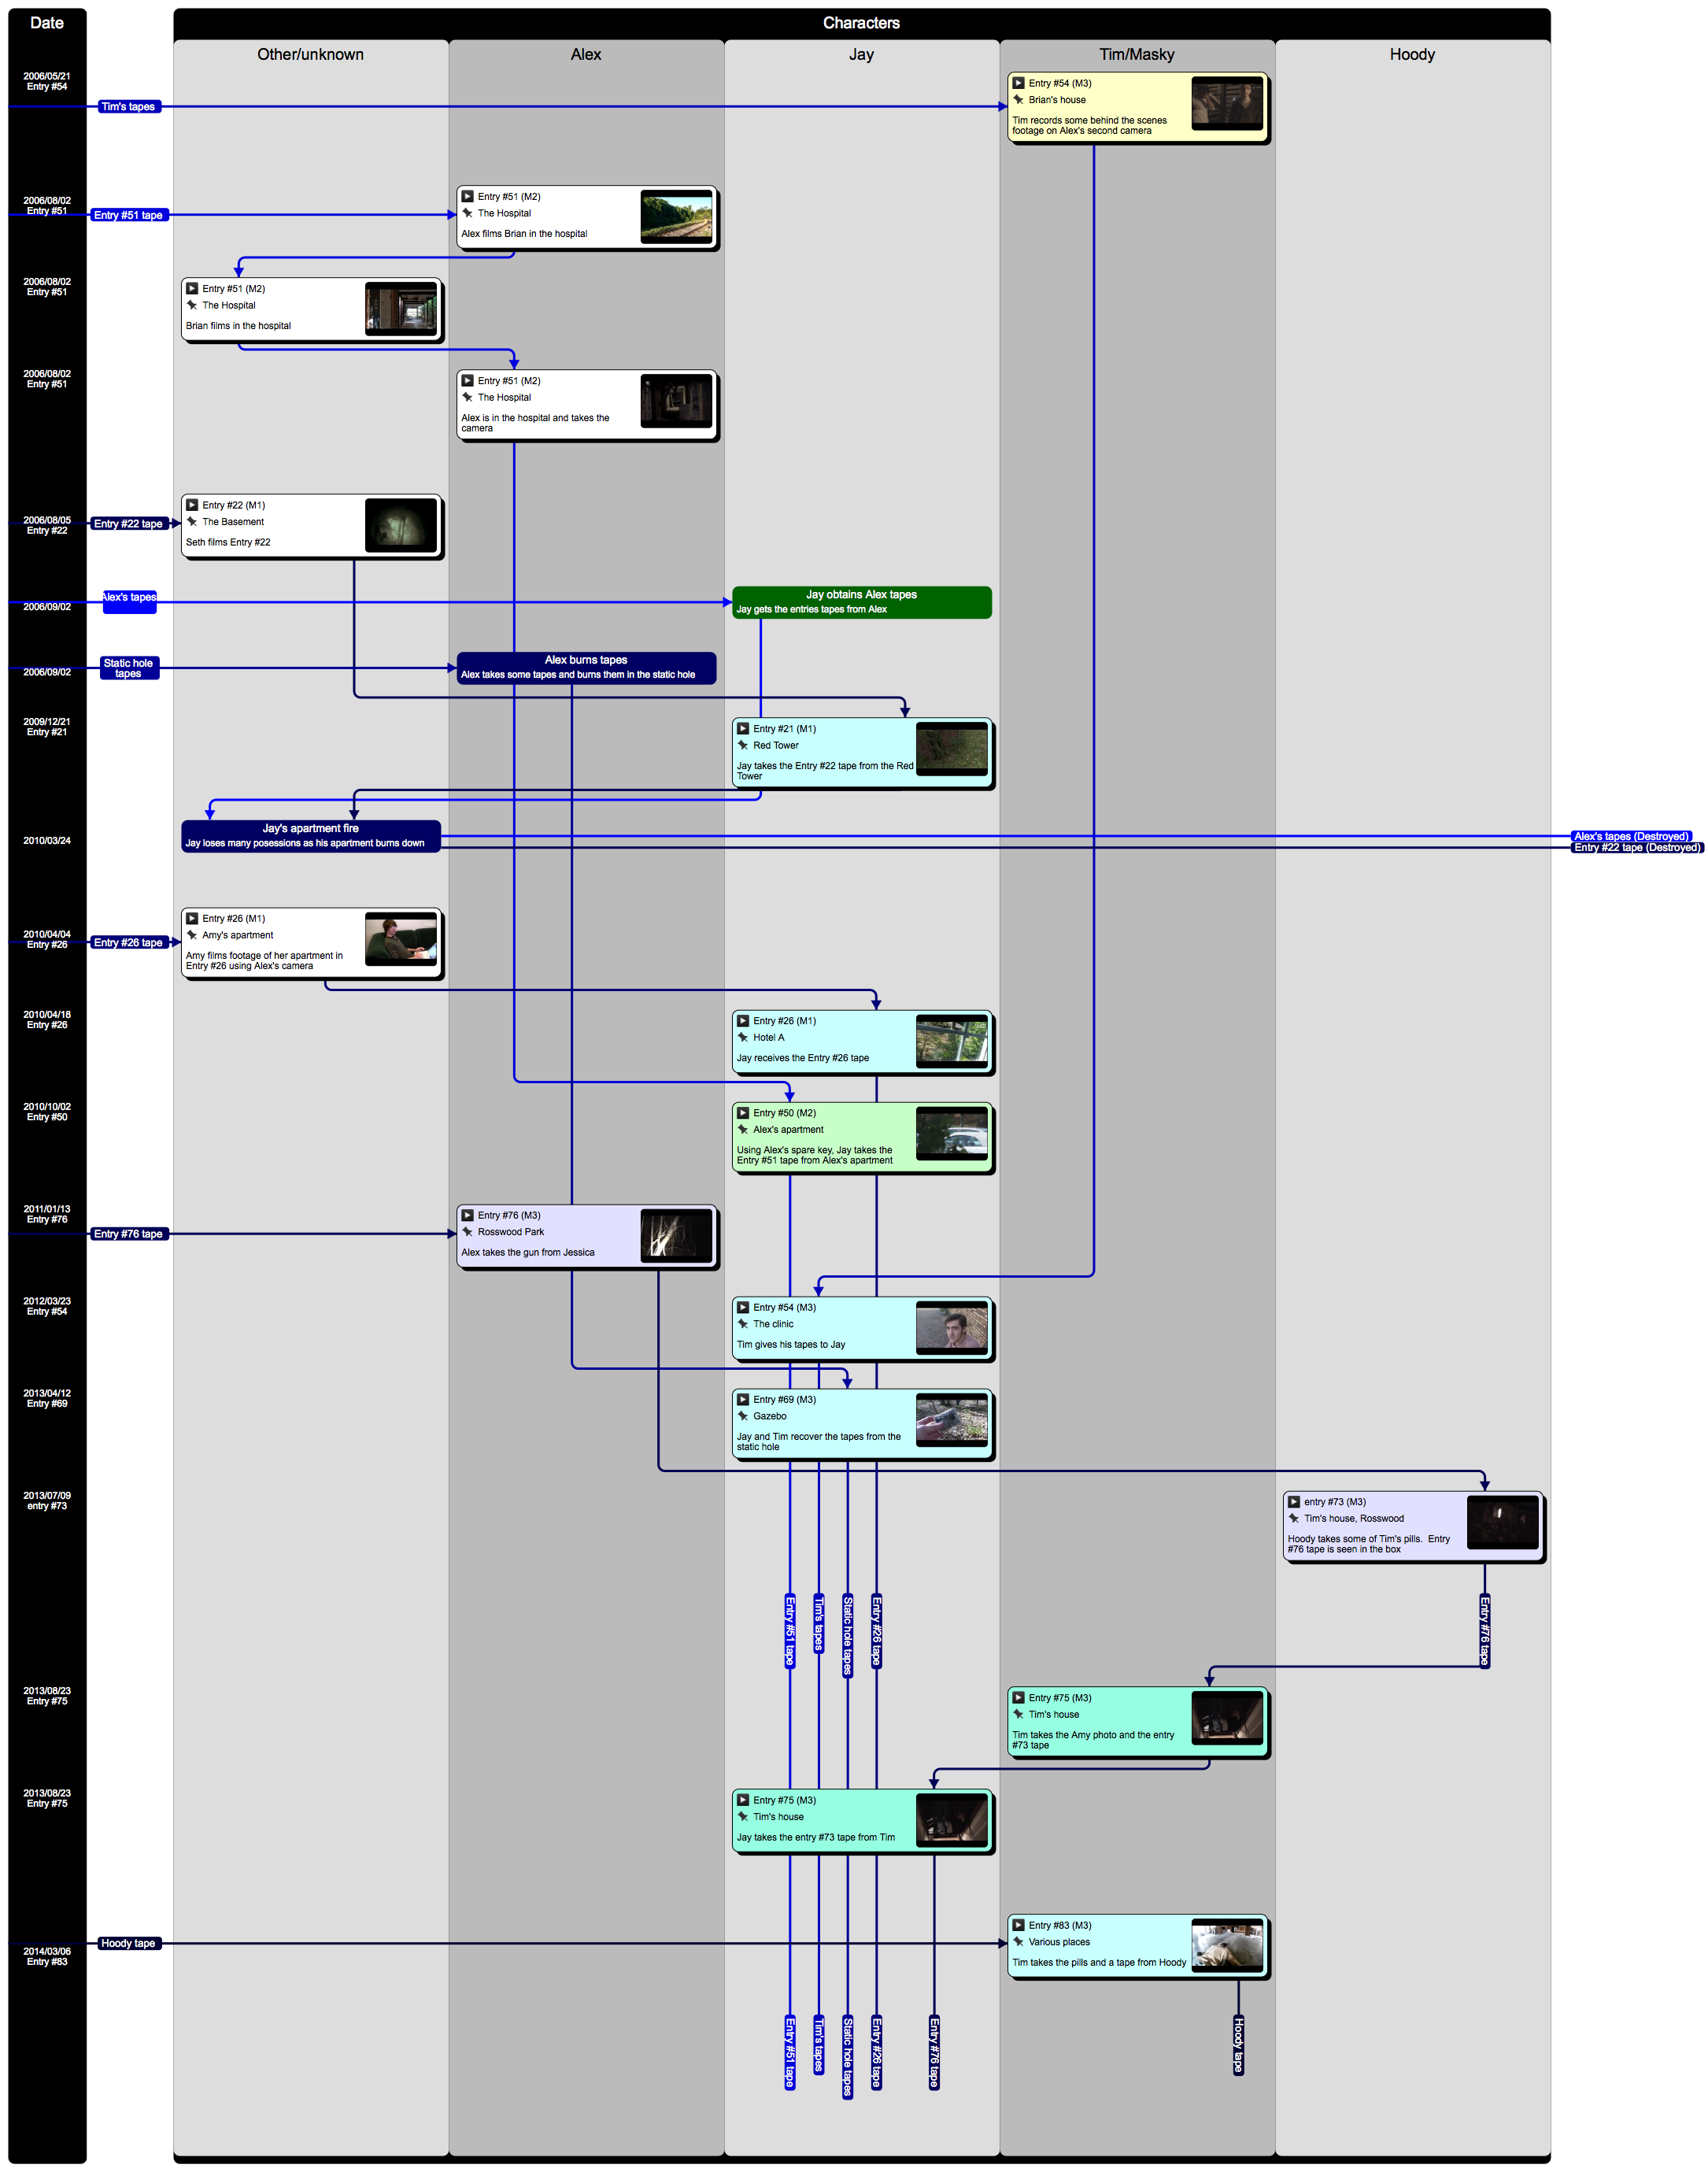 Date
Characters
Other/unknown
Alex
Jay
Tim/Masky
Hoody
2006/05/21
Entry #54
Tim's tapes
Entry #54 (M3)
Brian's house
Tim records some behind the scenes
footage on Alex's second camera
2006/08/02
Entry #51
Entry #51 tape
Entry #51 (M2)
The Hospital
Alex films Brian in the hospital
2006/08/02
Entry #51
Entry #51 (M2)
The Hospital
Brian films in the hospital
2006/08/02
Entry #51
Entry #51 (M2)
The Hospital
Alex is in the hospital and takes the
camera
2006/08/05
Entry #22
Entry #22 tape
Entry #22 (M1)
The Basement
Seth films Entry #22
2006/09/02
Alex's tapes
Jay obtains Alex tapes
Jay gets the entries tapes from Alex
2006/09/02
Static hole
tapes
Alex burns tapes
Alex takes some tapes and burns them in the static hole
2009/12/21
Entry #21
Entry #21 (M1)
Red Tower
Jay takes the Entry #22 tape from the Red
Tower
2010/03/24
Jay's apartment fire
Jay loses many posessions as his apartment burns down
Alex's tapes (Destroyed)
Entry #22 tape (Destroyed)
2010/04/04
Entry #26
Entry #26 tape
Entry #26 (M1)
Amy's apartment
Amy films footage of her apartment in
Entry #26 using Alex's camera
2010/04/18
Entry #26
Entry #26 (M1)
Hotel A
Jay receives the Entry #26 tape
2010/10/02
Entry #50
Entry #50 (M2)
Alex's apartment
Using Alex's spare key, Jay takes the
Entry #51 tape from Alex's apartment
2011/01/13
Entry #76
Entry #76 tape
Entry #76 (M3)
Rosswood Park
Alex takes the gun from Jessica
2012/03/23
Entry #54
Entry #54 (M3)
The clinic
Tim gives his tapes to Jay
2013/04/12
Entry #69
Entry #69 (M3)
Gazebo
Jay and Tim recover the tapes from the
static hole
2013/07/09
entry #73
entry #73 (M3)
Tim's house, Rosswood
Hoody takes some of Tim's pills. Entry
#76 tape is seen in the box
Entry #51 tape
Tim's tapes
Static hole tapes
Entry #26 tape
Entry #76 tape
2013/08/23
Entry #75
Entry #75 (M3)
Tim's house
Tim takes the Amy photo and the entry
#73 tape
2013/08/23
Entry #75
Entry #75 (M3)
Tim's house
Jay takes the entry #73 tape from Tim
2014/03/06
Entry #83
Hoody tape
Entry #83 (M3)
Various places
Tim takes the pills and a tape from Hoody
Entry #51 tape
Tim's tapes
Static hole tapes
Entry #26 tape
Entry #76 tape
Hoody tape